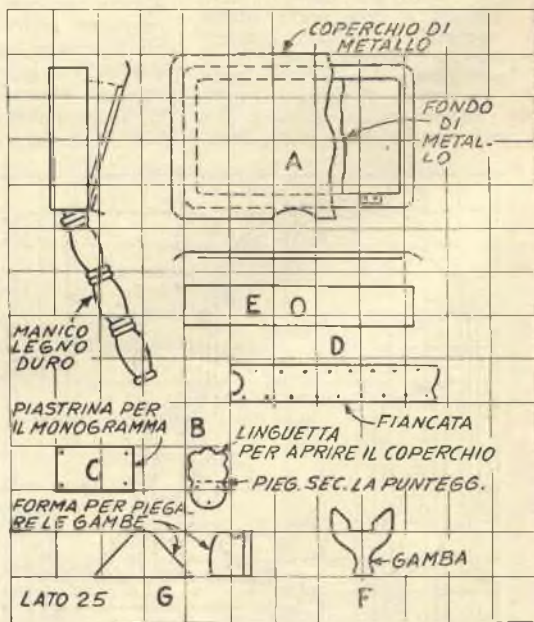 COPERCHIO DI
METALLO
FONDO
DI
METAL-
LO
A
E
D
MANICO
LEGNO
DURO
FIANCATA
PIASTRINA PER
IL MONOGRAMMA
B
C
LINGUETTA
PER APRIRE IL COPERCHIO
PIEG. SEC. LA PUNTEGG.
FORMA PER PIEGA-
RE LE GAMBE
GAMBA
LATO 25
G
F